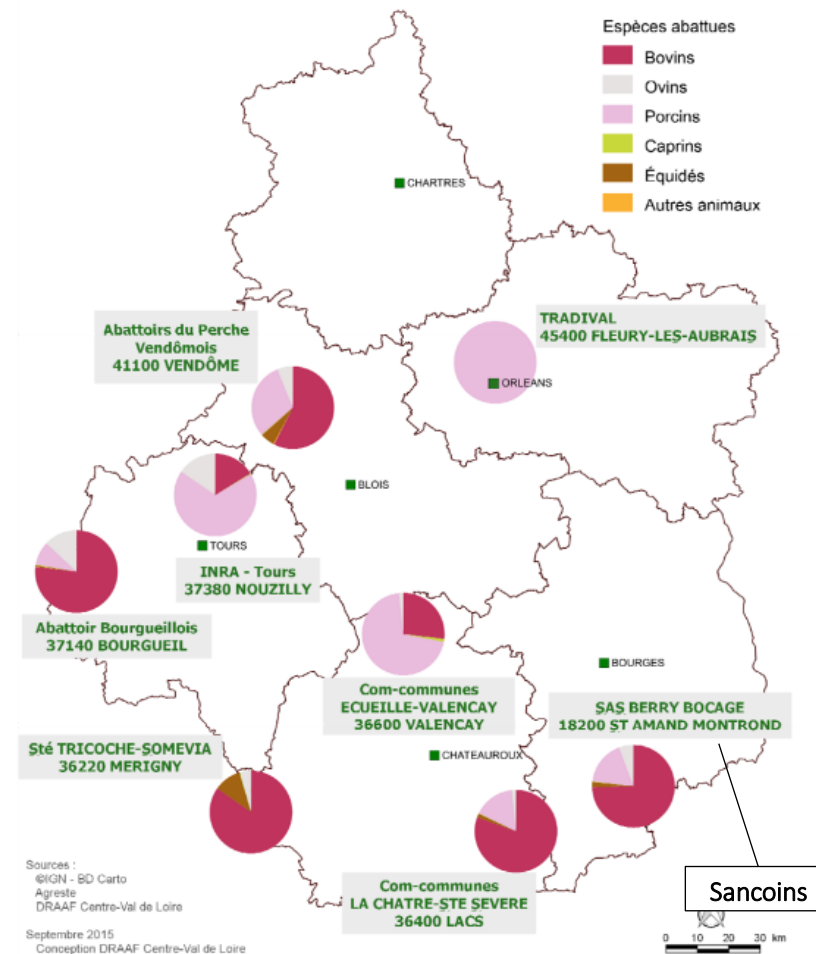 Espèces abattues
Bovins
Ovins
Porcins
Caprins
Équidés
Autres animaux
CHARTRES
TRADIVAL
45400 FLEURY-LES-AUBRAIS
Abattoirs du Perche
Vendômois
41100 VENDÔME
ORLEANS
BLOIS
TOURS
INRA - Tours
37380 NOUZILLY
Abattoir Bourgueillois
37140 BOURGUEIL
BOURGES
Com-communes
ECUEILLE-VALENCAY
36600 VALENCAY
SAS BERRY BOCAGE
18200 ST AMAND MONTROND
Sté TRICOCHE-SOMEVIA
36220 MERIGNY
CHATEAUROUX
Com-communes
LA CHATRE-STE SEVERE
36400 LACS
Sancoins
Sources :
©IGN - BD Carto
Agreste
DRAAF Centre-Val de Loire
Septembre 2015
Conception DRAAF Centre-Val de Loire
0 10 20 30 km